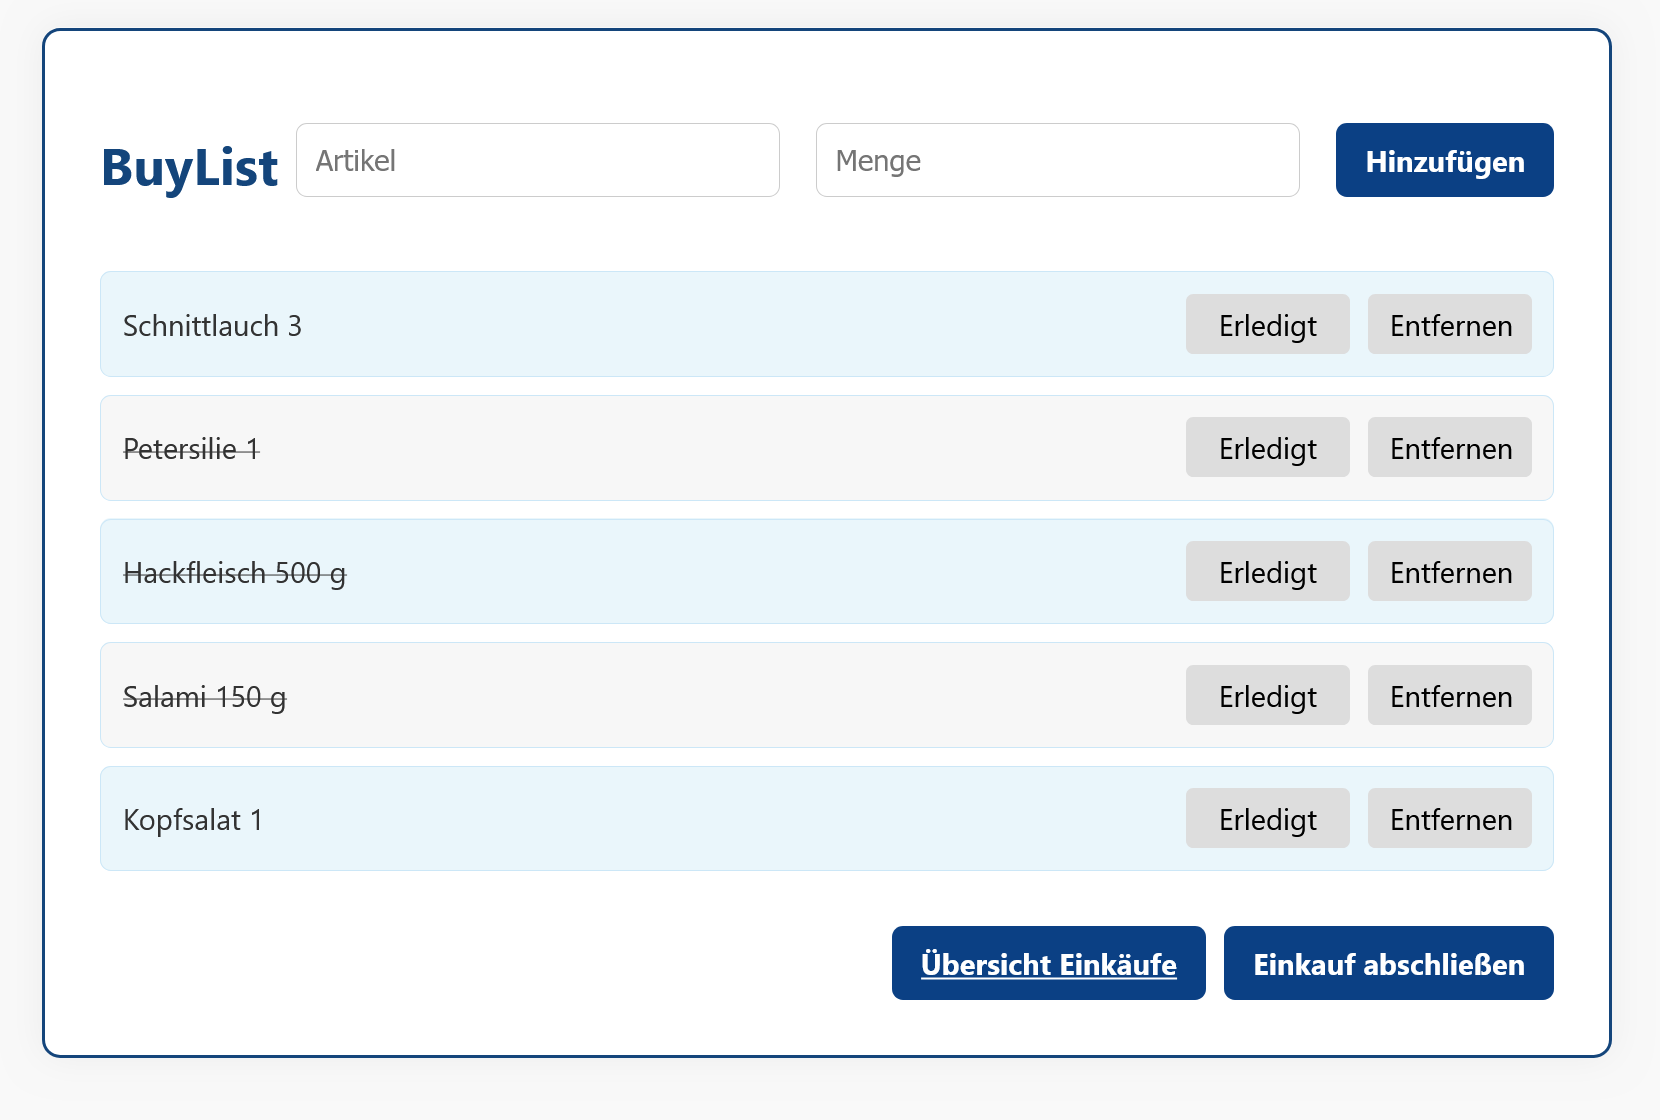 BuyList Artikel Menge Hinzufügen
Schnittlauch 3 Erledigt Entfernen
Petersilie 1 Erledigt Entfernen
Hackfleisch 500 g Erledigt Entfernen
Salami 150 g Erledigt Entfernen
Kopfsalat 1 Erledigt Entfernen
Übersicht Einkäufe Einkauf abschließen